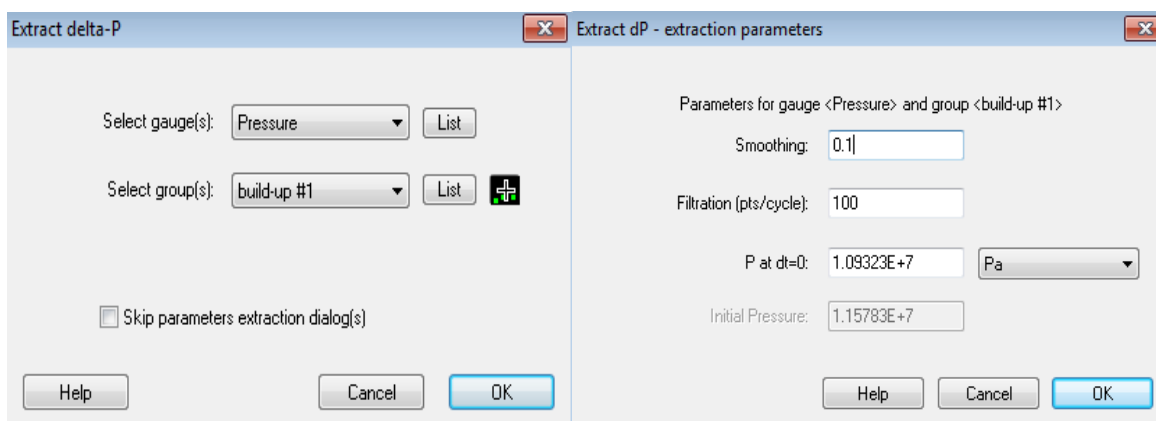 Extract delta-P
Select gauge(s): Pressure List
Select group(s): build-up #1 List
Skip parameters extraction dialog(s)
Help Cancel OK
Extract dP - extraction parameters
Parameters for gauge <Pressure> and group <build-up #1>
Smoothing: 0.1
Filtration (pts/cycle): 100
P at dt=0: 1.09323E+7 Pa
Initial Pressure: 1.15783E+7
Help Cancel OK